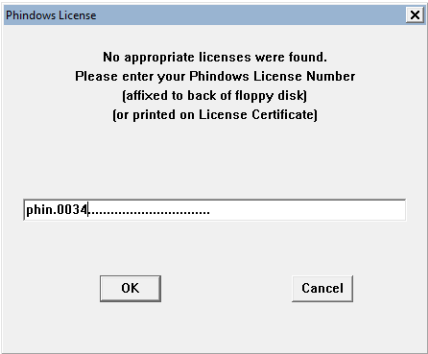 Phindows License
No appropriate licenses were found.
Please enter your Phindows License Number
(affixed to back of floppy disk)
(or printed on License Certificate)
phin.0034...............................
OK
Cancel